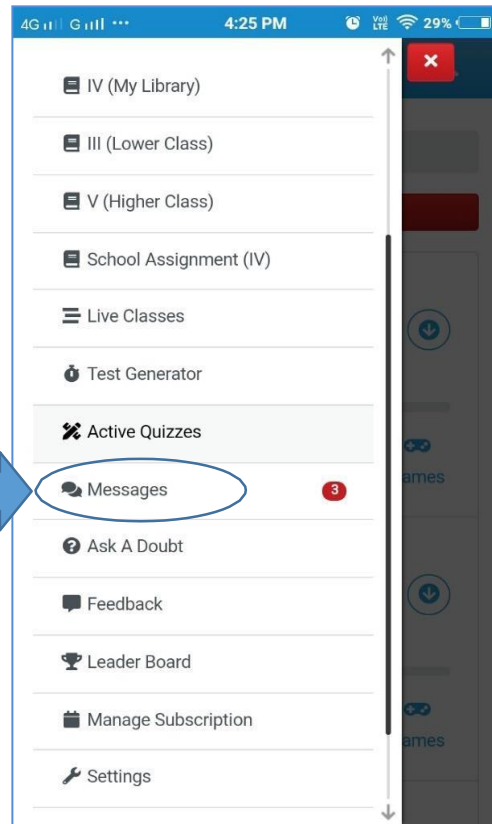 4G G ... 4:25 PM 29%
IV (My Library)
III (Lower Class)
V (Higher Class)
School Assignment (IV)
Live Classes
Test Generator
Active Quizzes
Messages 3
Ask A Doubt
ames
Feedback
Leader Board
Manage Subscription
ames
Settings